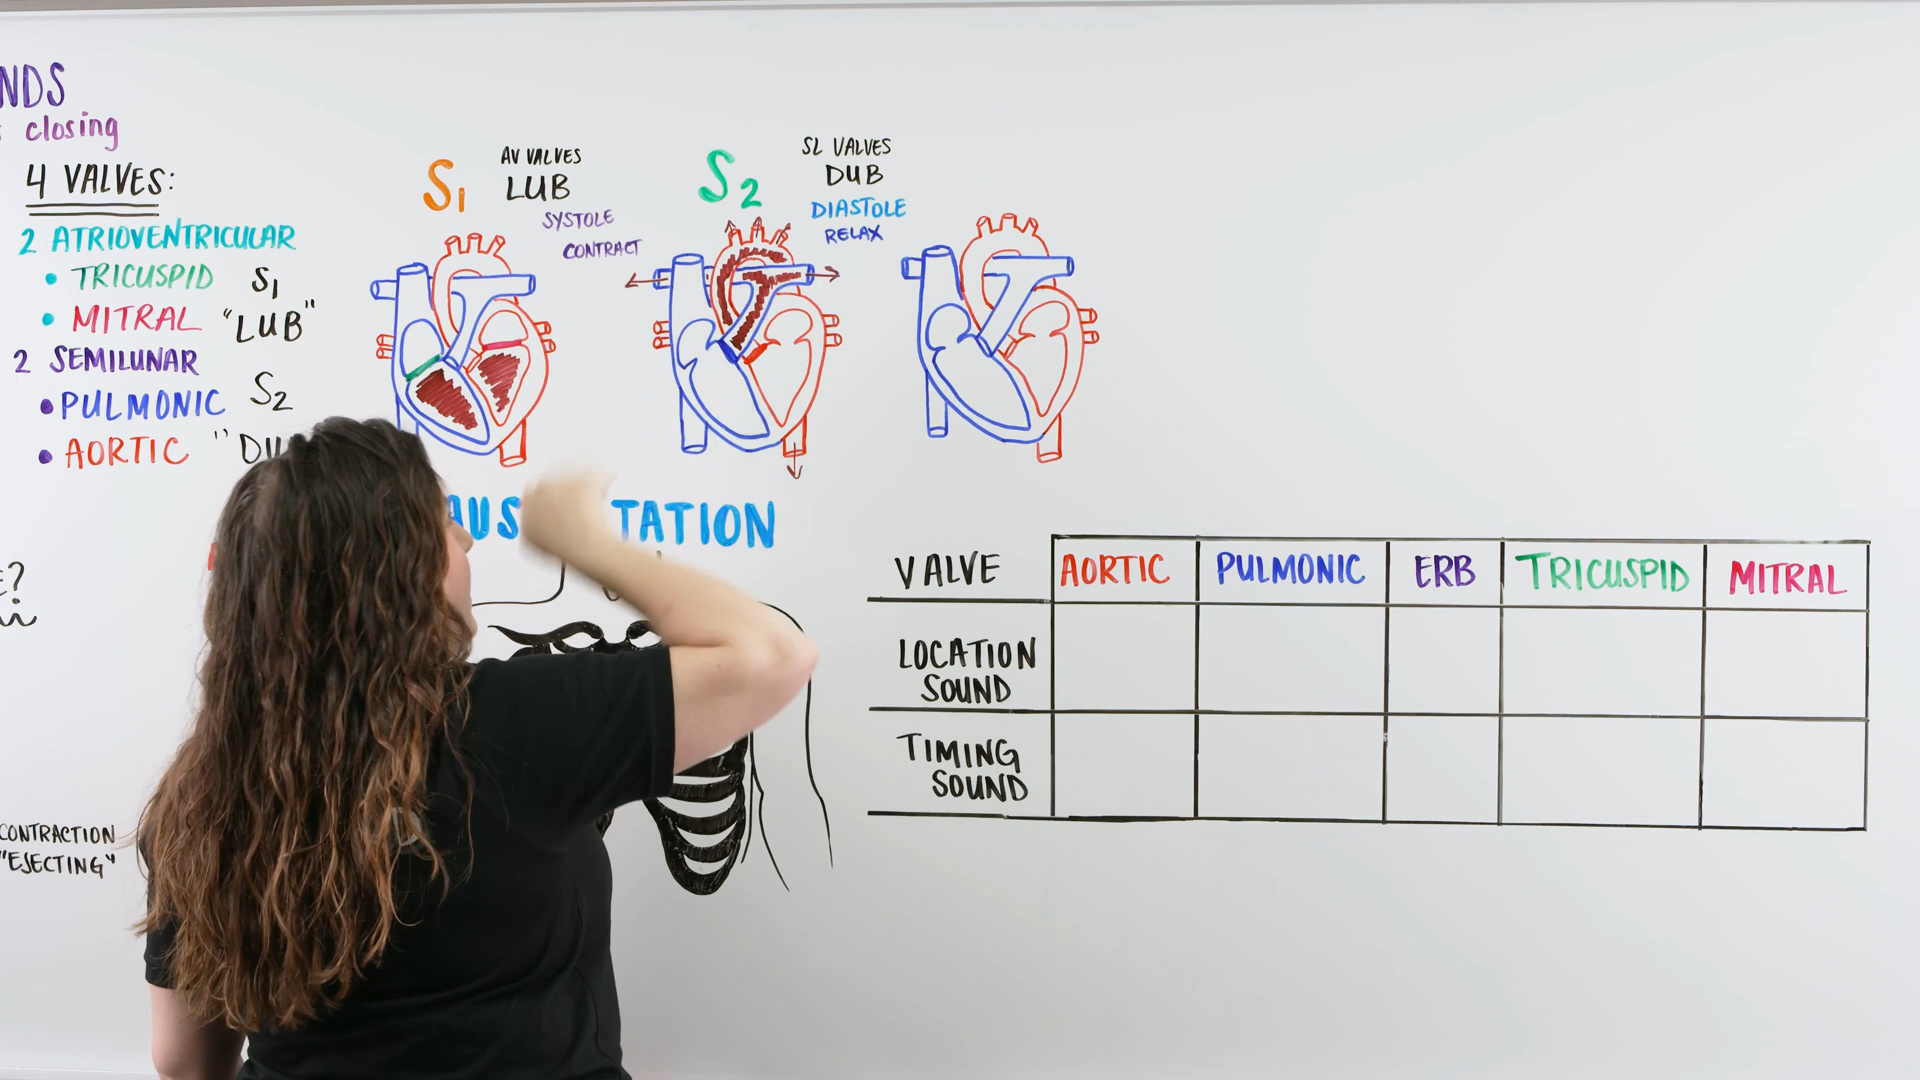 NDS
closing
4 VALVES:
2 ATRIOVENTRICULAR
• TRICUSPID S1
• MITRAL "LUB"
2 SEMILUNAR
• PULMONIC S2
• AORTIC
S1
AV VALVES
LUB
SYSTOLE
CONTRACT
S2
SL VALVES
DUB
DIASTOLE
RELAX
AUS TATION
E?
CONTRACTION
"EJECTING"
VALVE AORTIC PULMONIC ERB TRICUSPID MITRAL
LOCATION
SOUND
TIMING
SOUND